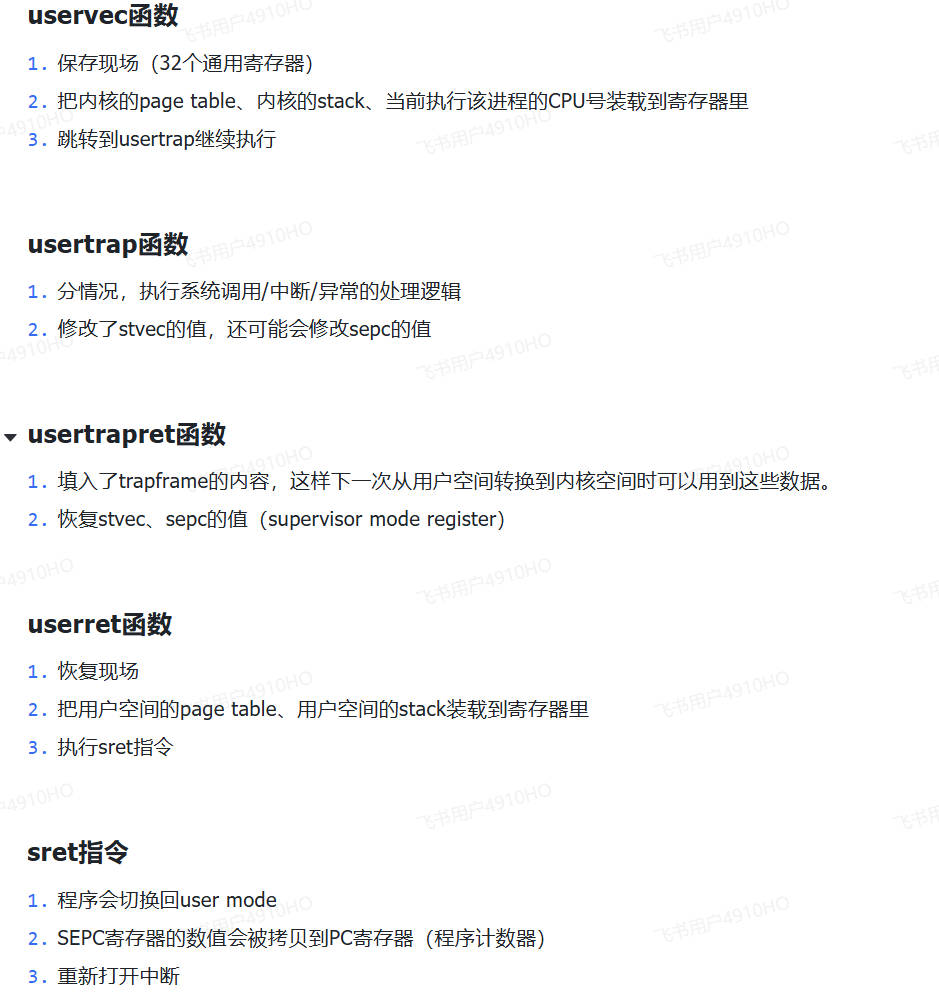 uservec函数
1. 保存现场（32个通用寄存器）
2. 把内核的page table、内核的stack、当前执行该进程的CPU号装载到寄存器里
3. 跳转到usertrap继续执行
usertrap函数
1. 分情况，执行系统调用/中断/异常的处理逻辑
2. 修改了stvec的值，还可能会修改sepc的值
usertrapret函数
1. 填入了trapframe的内容，这样下一次从用户空间转换到内核空间时可以用到这些数据。
2. 恢复stvec、sepc的值（supervisor mode register）
userret函数
1. 恢复现场
2. 把用户空间的page table、用户空间的stack装载到寄存器里
3. 执行sret指令
sret指令
1. 程序会切换回user mode
2. SEPC寄存器的数值会被拷贝到PC寄存器（程序计数器）
3. 重新打开中断
飞书用户4910HO